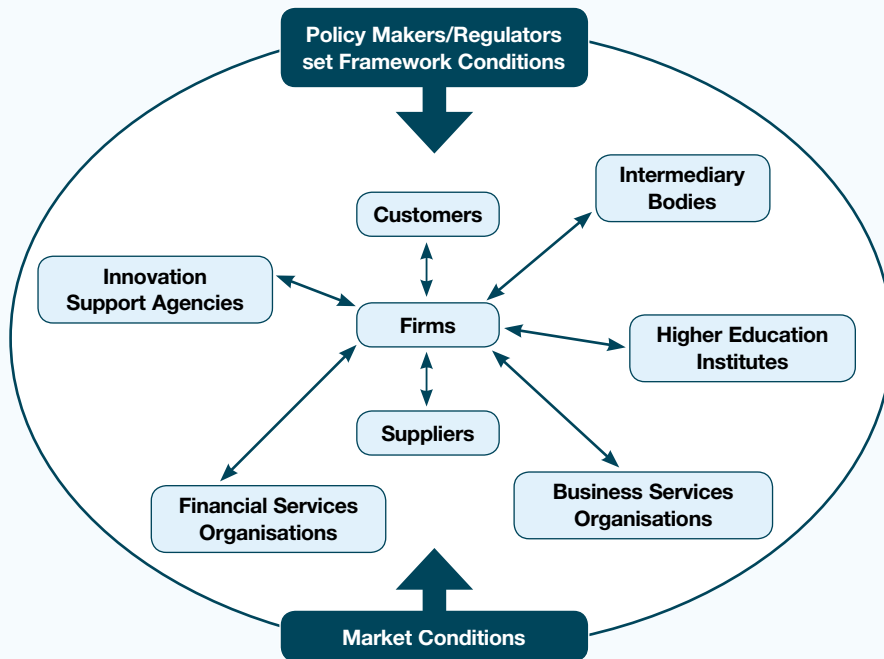 Policy Makers/Regulators
set Framework Conditions
Intermediary
Bodies
Customers
Innovation
Support Agencies
Firms
Higher Education
Institutes
Suppliers
Financial Services
Organisations
Business Services
Organisations
Market Conditions